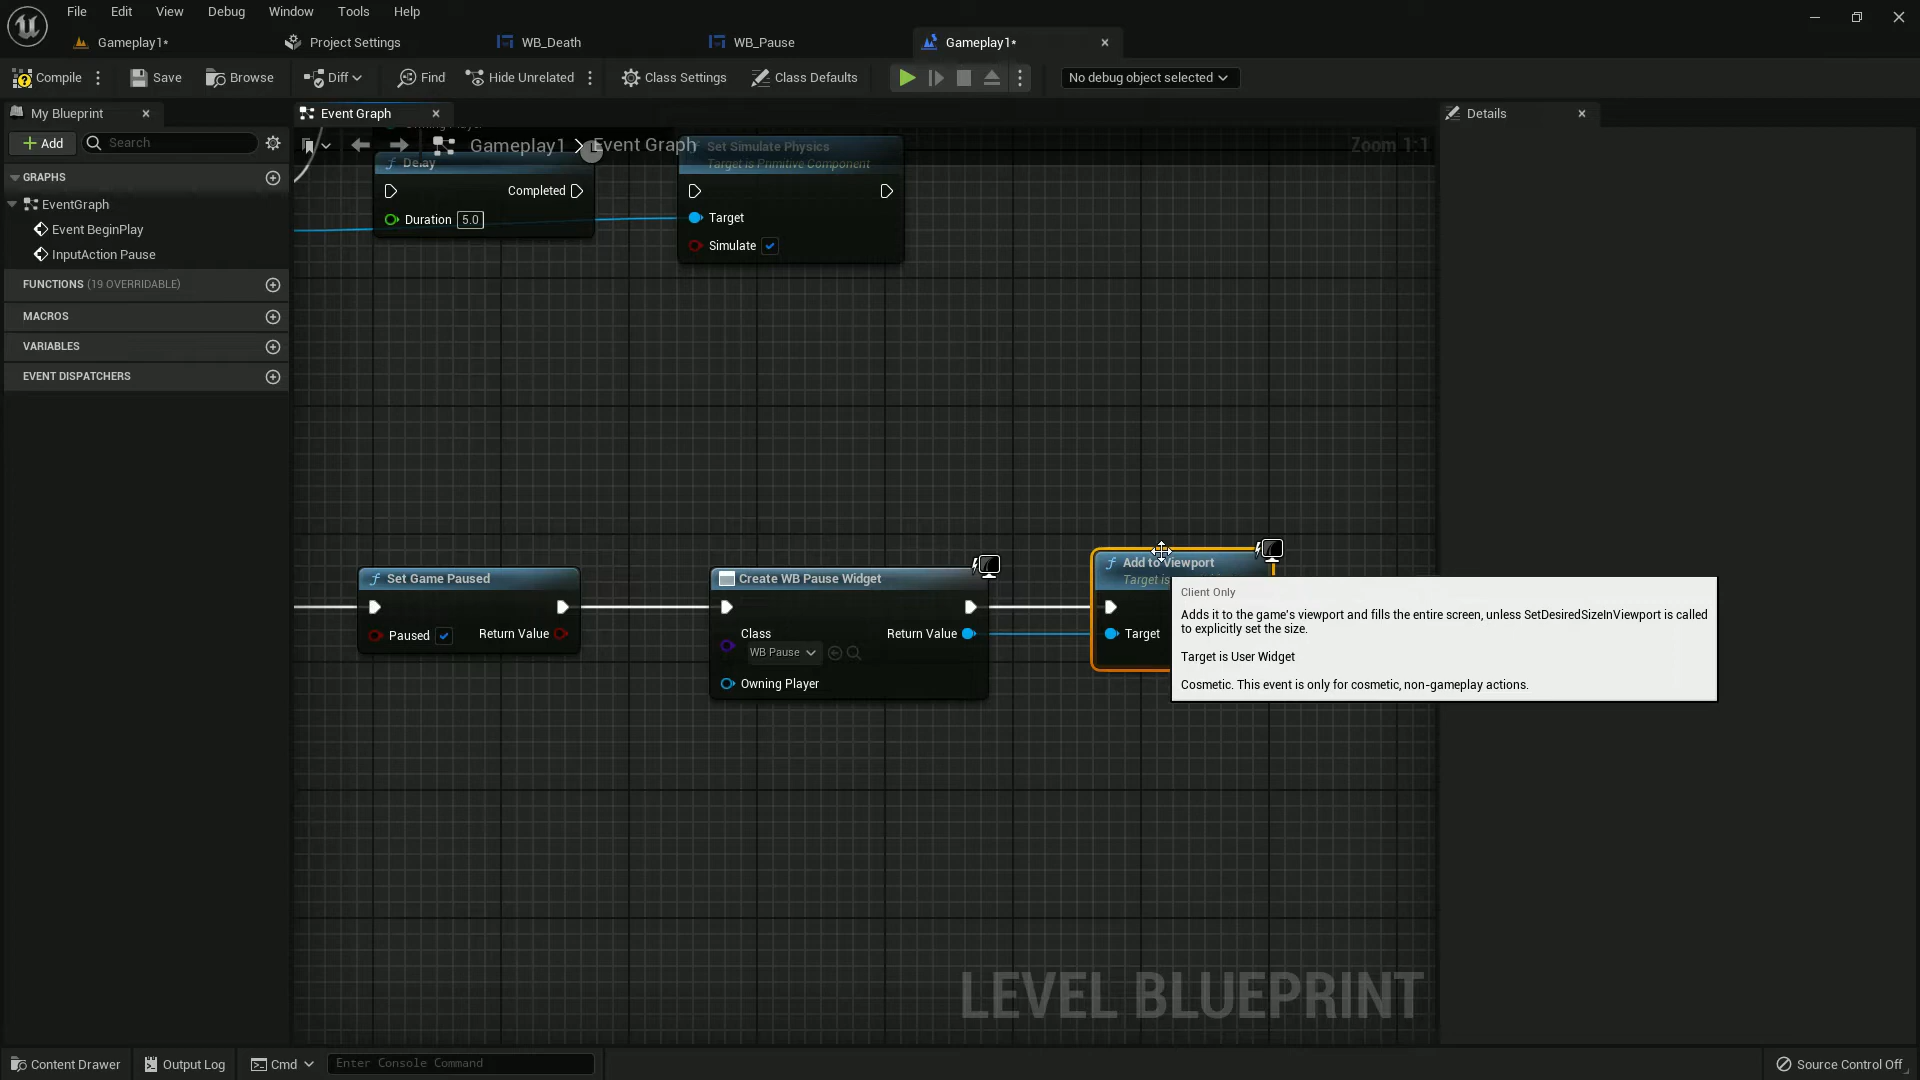 File Edit View Debug Window Tools Help
Gameplay1* Project Settings WB_Death WB_Pause Gameplay1*
Compile Save Browse Diff Find Hide Unrelated Class Settings Class Defaults No debug object selected
My Blueprint Event Graph Details
Add Search
Gameplay1 Event Graph Zoom 1:1
GRAPHS
EventGraph
Event BeginPlay
InputAction Pause
FUNCTIONS (19 OVERRIDABLE)
MACROS
VARIABLES
EVENT DISPATCHERS
Delay
Completed
Duration 5.0
Set Simulate Physics
Target is Primitive Component
Target
Simulate
Set Game Paused
Paused Return Value
Create WB Pause Widget
Class
WB Pause
Return Value
Owning Player
Add to Viewport
Target is
Target
Client Only
Adds it to the game's viewport and fills the entire screen, unless SetDesiredSizeInViewport is called
to explicitly set the size.
Target is User Widget
Cosmetic. This event is only for cosmetic, non-gameplay actions.
LEVEL BLUEPRINT
Content Drawer Output Log Cmd Enter Console Command Source Control Off